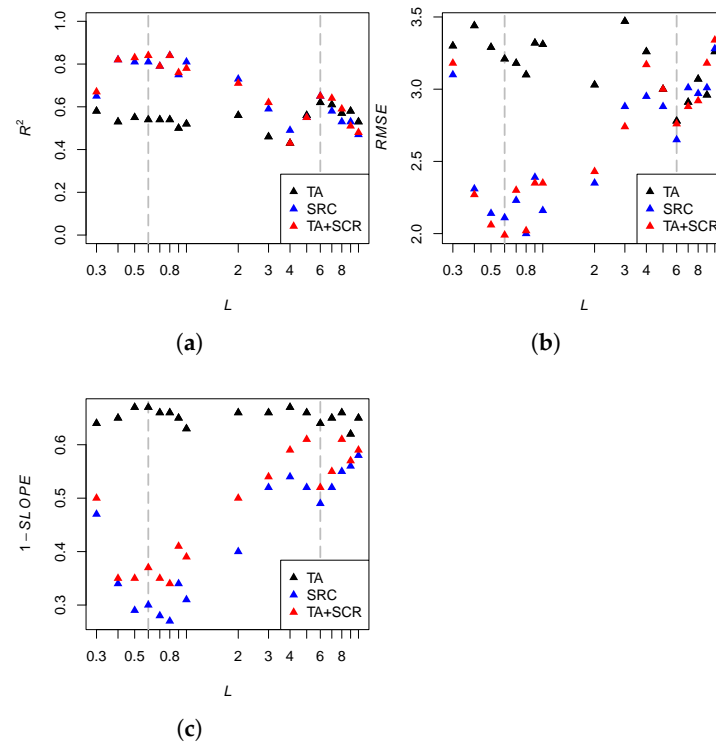 R²
0.0 0.2 0.4 0.6 0.8 1.0
TA
SRC
TA+SCR
0.3 0.5 0.8 2 3 4 6 8
L
(a)
RMSE
2.0 2.5 3.0 3.5
TA
SRC
TA+SCR
0.3 0.5 0.8 2 3 4 6 8
L
(b)
1−SLOPE
0.3 0.4 0.5 0.6
TA
SRC
TA+SCR
0.3 0.5 0.8 2 3 4 6 8
L
(c)